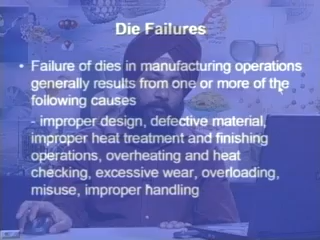 Die Failures
• Failure of dies in manufacturing operations
generally results from one or more of the
following causes
- improper design, defective material,
improper heat treatment and finishing
operations, overheating and heat
checking, excessive wear, overloading,
misuse, improper handling